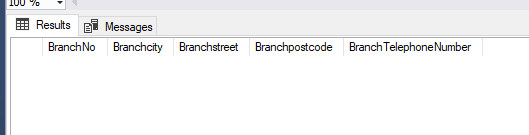 100 %
Results Messages
BranchNo Branchcity Branchstreet Branchpostcode BranchTelephoneNumber